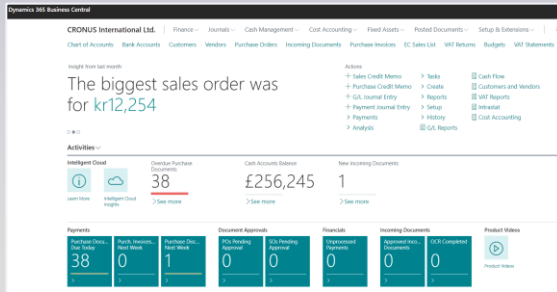 Dynamics 365 Business Central
CRONUS International Ltd. Finance Journals Cash Management Cost Accounting Fixed Assets Posted Documents Setup & Extensions
Chart of Accounts Bank Accounts Customers Vendors Purchase Orders Incoming Documents Purchase Invoices EC Sales List VAT Returns Budgets VAT Statements
Insight from last month
The biggest sales order was
for kr12,254
Actions
+ Sales Credit Memo
+ Purchase Credit Memo
+ G/L Journal Entry
+ Payment Journal Entry
> Payments
> Analysis
> Tasks
> Create
> Reports
> Setup
> History
G/L Reports
Cash Flow
Customers and Vendors
VAT Reports
Intrastat
Cost Accounting
Activities
Intelligent Cloud
Learn More
Intelligent Cloud
Insights
Overdue Purchase
Documents
38
> See more
Cash Accounts Balance
£256,245
> See more
New Incoming Documents
1
> See more
Payments
Purchase Docu...
Due Today
38
Purch. Invoices...
Next Week
0
Purchase Disc...
Next Week
1
Document Approvals
POs Pending
Approval
0
SOs Pending
Approval
0
Financials
Unprocessed
Payments
0
Incoming Documents
Approved Inco...
Documents
0
OCR Completed
0
Product Videos
Product Videos